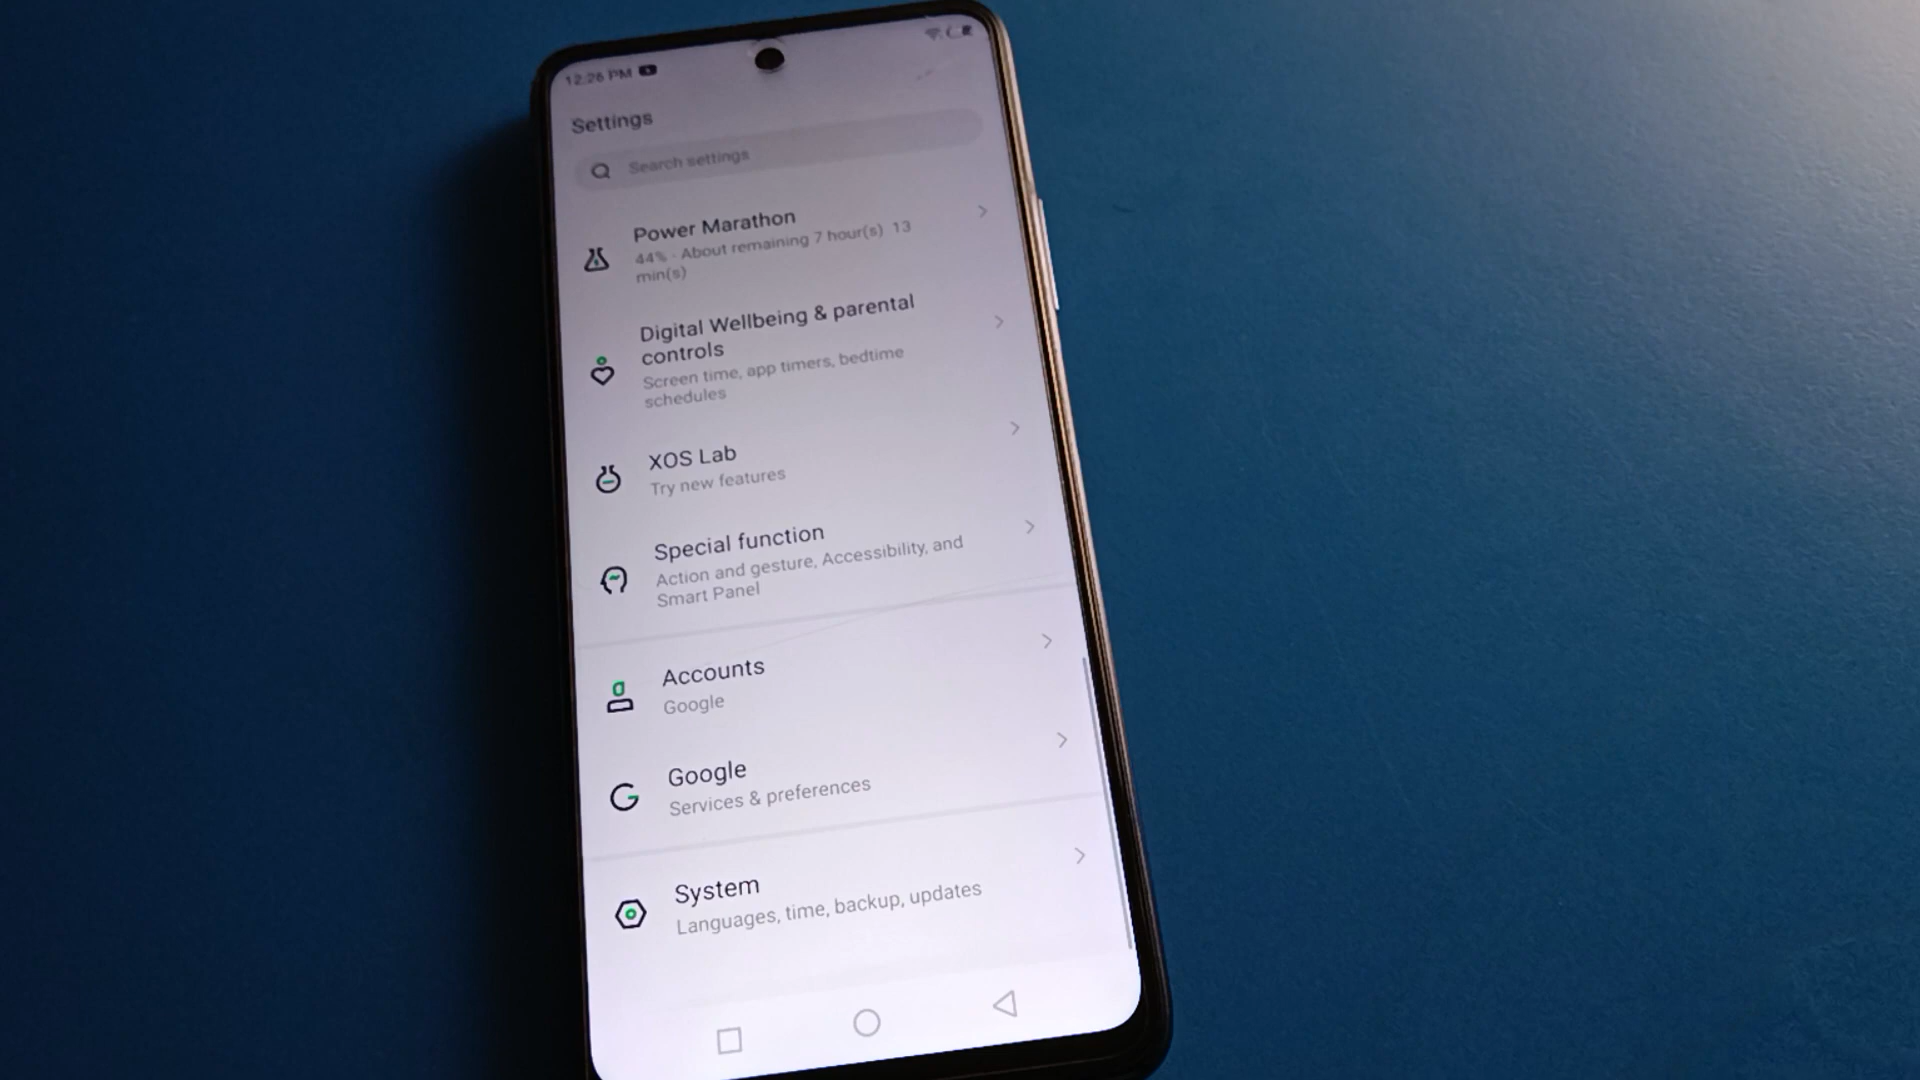 12:26 PM
Settings
Search settings
Power Marathon
44% - About remaining 7 hour(s) 13
min(s)
Digital Wellbeing & parental
controls
Screen time, app timers, bedtime
schedules
XOS Lab
Try new features
Special function
Action and gesture, Accessibility, and
Smart Panel
Accounts
Google
Google
Services & preferences
System
Languages, time, backup, updates